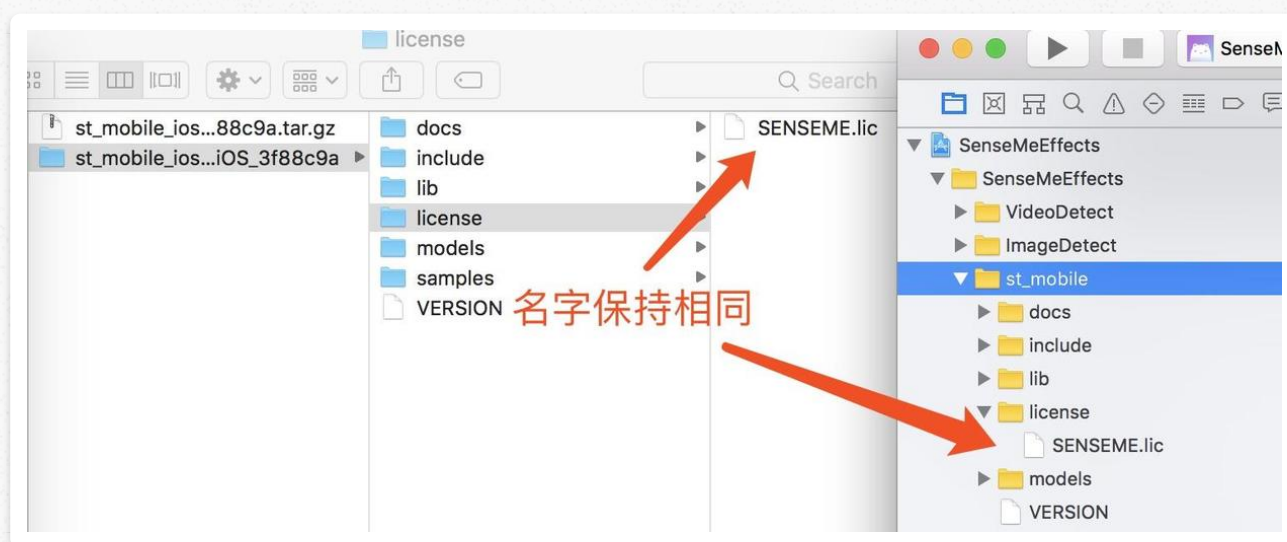 license
Search
st_mobile_ios...88c9a.tar.gz
st_mobile_ios...iOS_3f88c9a
docs
include
lib
license
models
samples
VERSION
SENSEME.lic
名字保持相同
SenseM
SenseMeEffects
SenseMeEffects
VideoDetect
ImageDetect
st_mobile
docs
include
lib
license
SENSEME.lic
models
VERSION